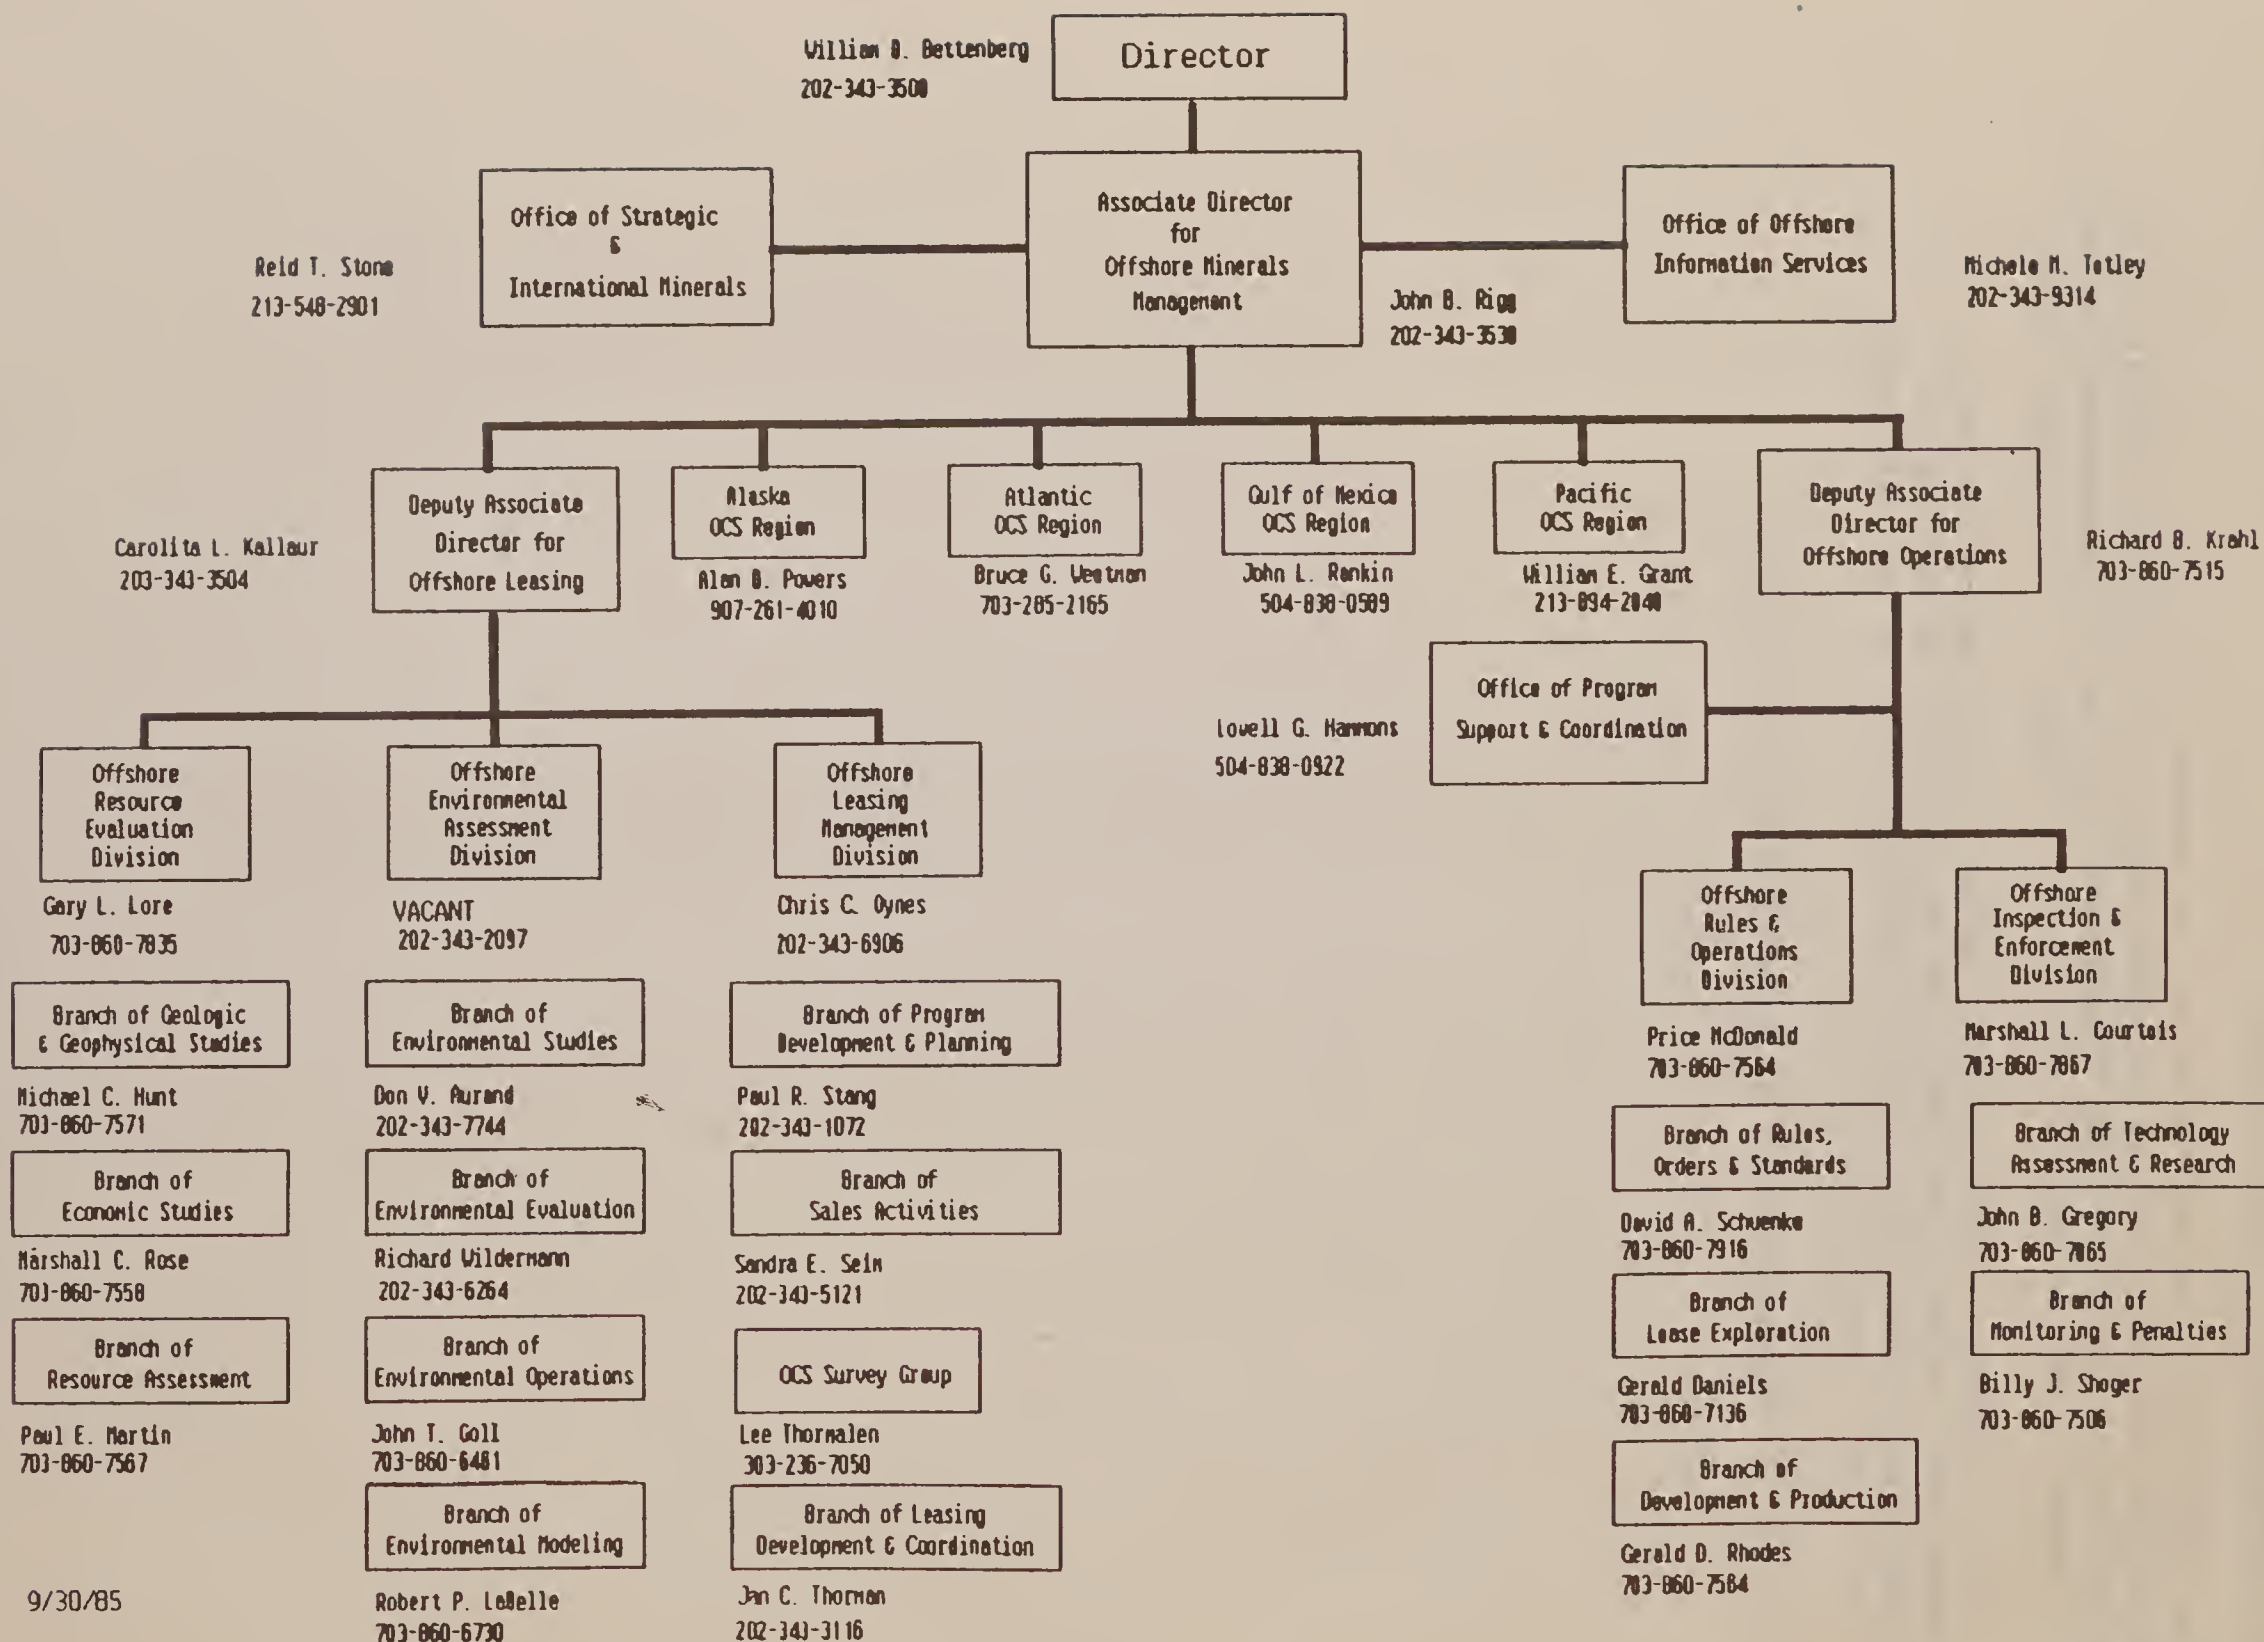 William D. Bettenberg
202-343-3500
Director
Office of Strategic
&
International Minerals
Reid T. Stone
213-548-2901
Associate Director
for
Offshore Minerals
Management
John B. Rigg
202-343-3530
Office of Offshore
Information Services
Michele M. Tetley
202-343-9314
Carolita L. Kallaur
203-343-3504
Deputy Associate
Director for
Offshore Leasing
Alaska
OCS Region
Alan D. Powers
907-261-4010
Atlantic
OCS Region
Bruce G. Weetman
703-285-2165
Gulf of Mexico
OCS Region
John L. Rankin
504-838-0589
Pacific
OCS Region
William E. Grant
Deputy Associate
Director for
Offshore Operations
Richard B. Krahl
703-860-7515
Office of Program
Support & Coordination
Lowell G. Hammons
504-838-0922
Offshore
Resource
Evaluation
Division
Gary L. Lore
703-860-7835
Offshore
Environmental
Assessment
Division
VACANT
202-343-2097
Offshore
Leasing
Management
Division
Chris C. Oynes
202-343-6906
Branch of Geologic
& Geophysical Studies
Michael C. Hunt
703-860-7571
Branch of
Economic Studies
Marshall C. Rose
703-860-7558
Branch of
Resource Assessment
Paul E. Martin
703-860-7567
Branch of
Environmental Studies
Don V. Aurand
202-343-7744
Branch of
Environmental Evaluation
Richard Wildermann
202-343-6264
Branch of
Environmental Operations
John T. Goll
703-860-6461
Branch of
Environmental Modeling
Robert P. LaBelle
703-860-6730
Branch of Program
Development & Planning
Paul R. Stang
202-343-1072
Branch of
Sales Activities
Sandra E. Seim
202-343-5121
OCS Survey Group
Lee Thormalen
303-236-7050
Branch of Leasing
Development & Coordination
Jan C. Thorman
202-343-3116
Offshore
Rules &
Operations
Division
Price McDonald
703-860-7564
Branch of Rules,
Orders & Standards
David A. Schuenke
703-860-7916
Branch of
Lease Exploration
Gerald Daniels
703-860-7136
Branch of
Development & Production
Gerald D. Rhodes
703-860-7564
Offshore
Inspection &
Enforcement
Division
Marshall L. Courtois
703-860-7867
Branch of Technology
Assessment & Research
John B. Gregory
703-860-7865
Branch of
Monitoring & Penalties
Billy J. Shoger
703-860-7506
9/30/85